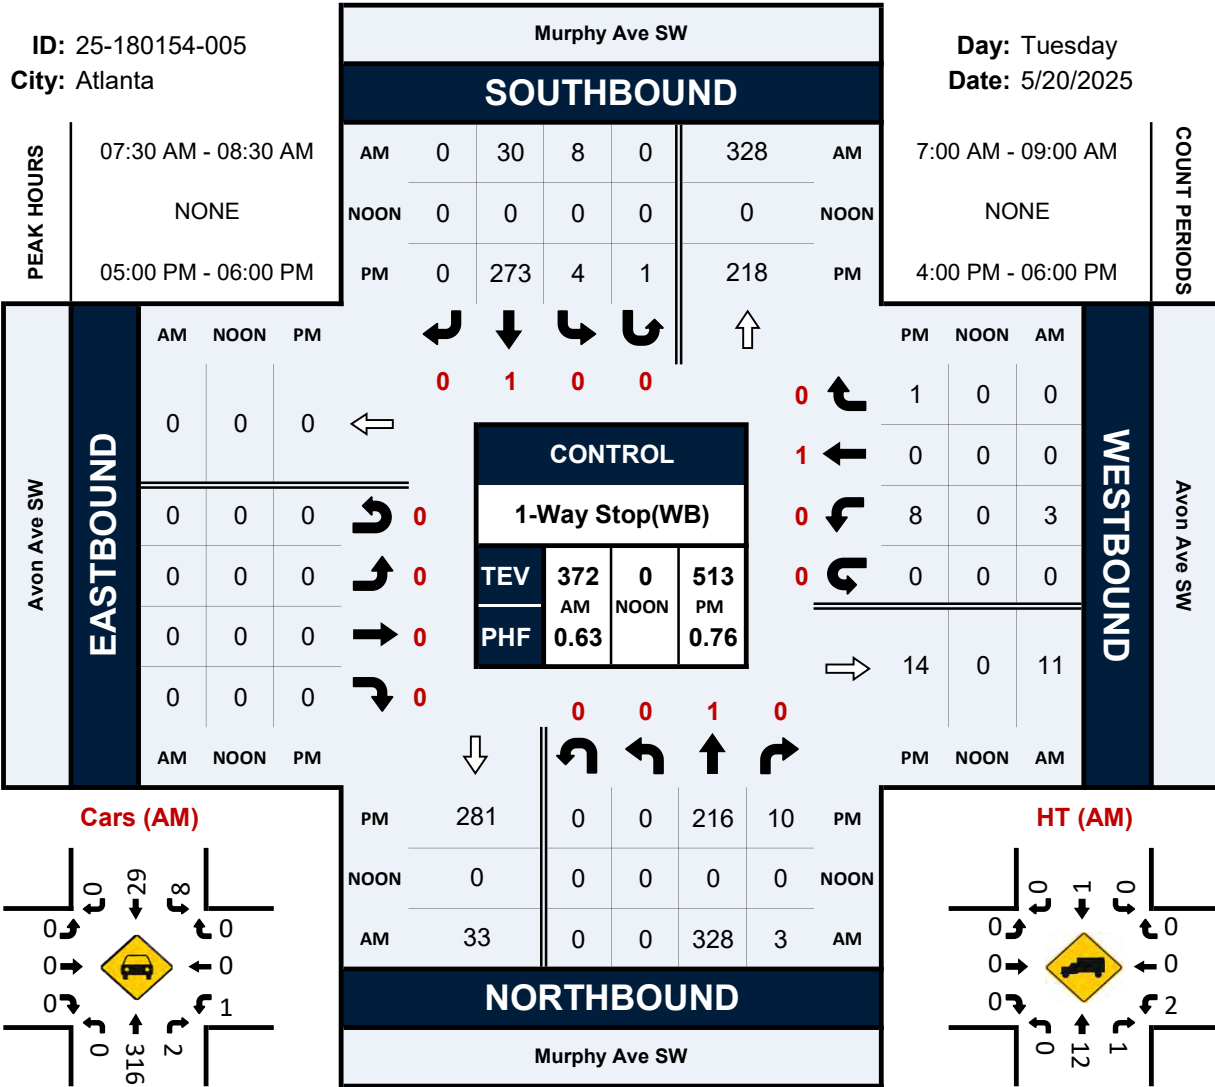 ID: 25-180154-005
City: Atlanta
Murphy Ave SW
SOUTHBOUND
Day: Tuesday
Date: 5/20/2025
PEAK HOURS
07:30 AM - 08:30 AM
NONE
05:00 PM - 06:00 PM
AM 0 30 8 0 328 AM
NOON 0 0 0 0 0 NOON
PM 0 273 4 1 218 PM
7:00 AM - 09:00 AM
NONE
4:00 PM - 06:00 PM
COUNT PERIODS
0 1 0 0
Avon Ave SW
EASTBOUND
AM NOON PM
0 0 0
0 0 0 0
0 0 0 0
0 0 0 0
0 0 0 0
AM NOON PM
CONTROL
1-Way Stop(WB)
TEV 372 0 513
AM NOON PM
PHF 0.63 0.76
PM NOON AM
0 1 0 0
1 0 0 0
0 8 0 3
0 0 0 0
14 0 11
PM NOON AM
WESTBOUND
Avon Ave SW
0 0 1 0
PM 281 0 0 216 10 PM
NOON 0 0 0 0 0 NOON
AM 33 0 0 328 3 AM
NORTHBOUND
Murphy Ave SW
Cars (AM)
0 29 8
0 0
0 0
0 1
0 316 2
HT (AM)
0 1 0
0 0
0 0
0 2
0 12 1